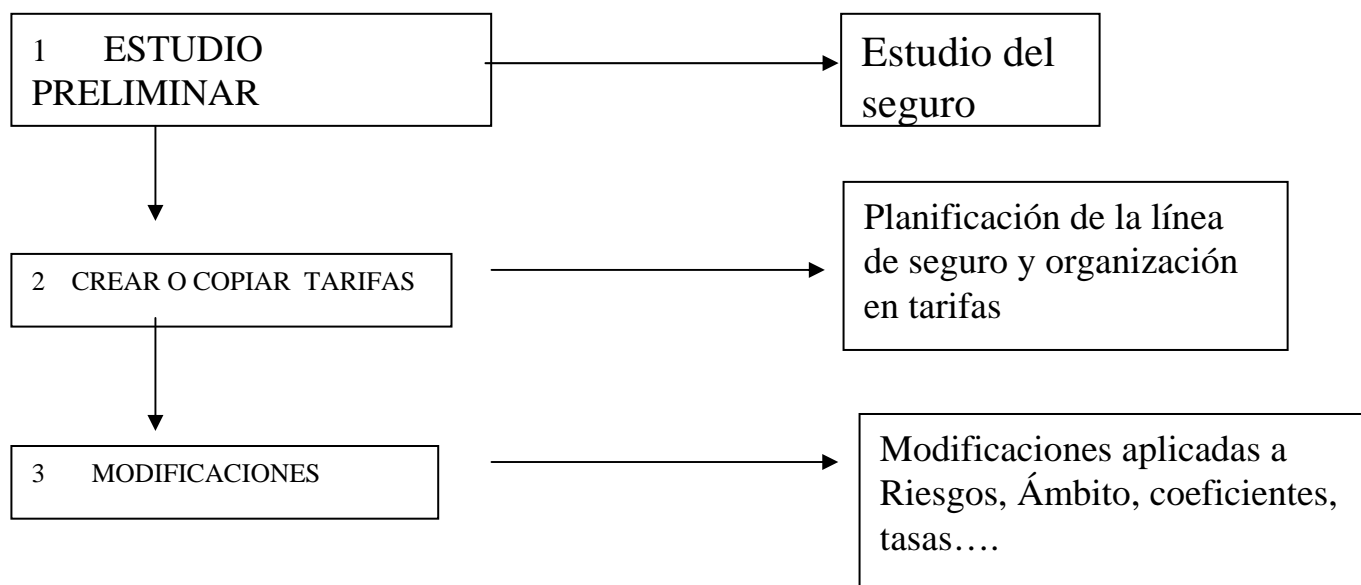 1 ESTUDIO
PRELIMINAR
Estudio del
seguro
2 CREAR O COPIAR TARIFAS
Planificación de la línea
de seguro y organización
en tarifas
3 MODIFICACIONES
Modificaciones aplicadas a
Riesgos, Ámbito, coeficientes,
tasas….